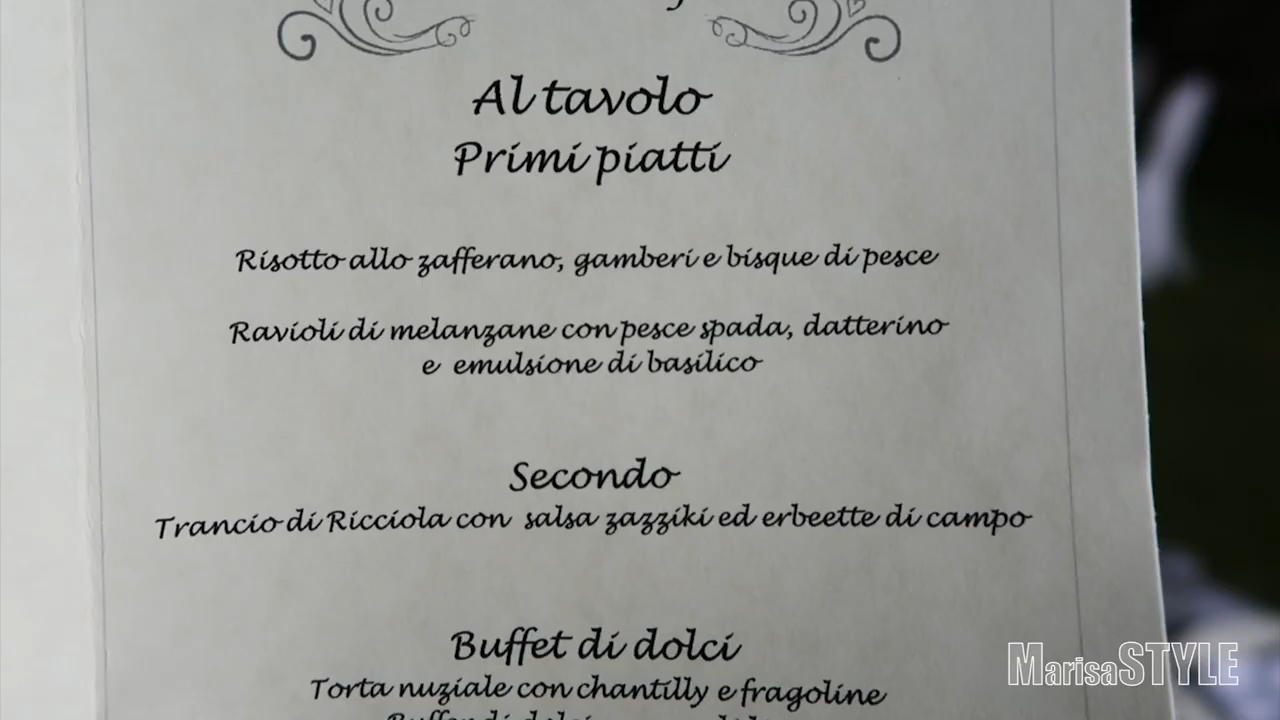 Al tavolo
Primi piatti
Risotto allo zafferano, gamberi e bisque di pesce
Ravioli di melanzane con pesce spada, datterino
e emulsione di basilico
Secondo
Trancio di Ricciola con salsa zazziki ed erbeette di campo
Buffet di dolci
Torta nuziale con chantilly e fragoline
MarisaSTYLE